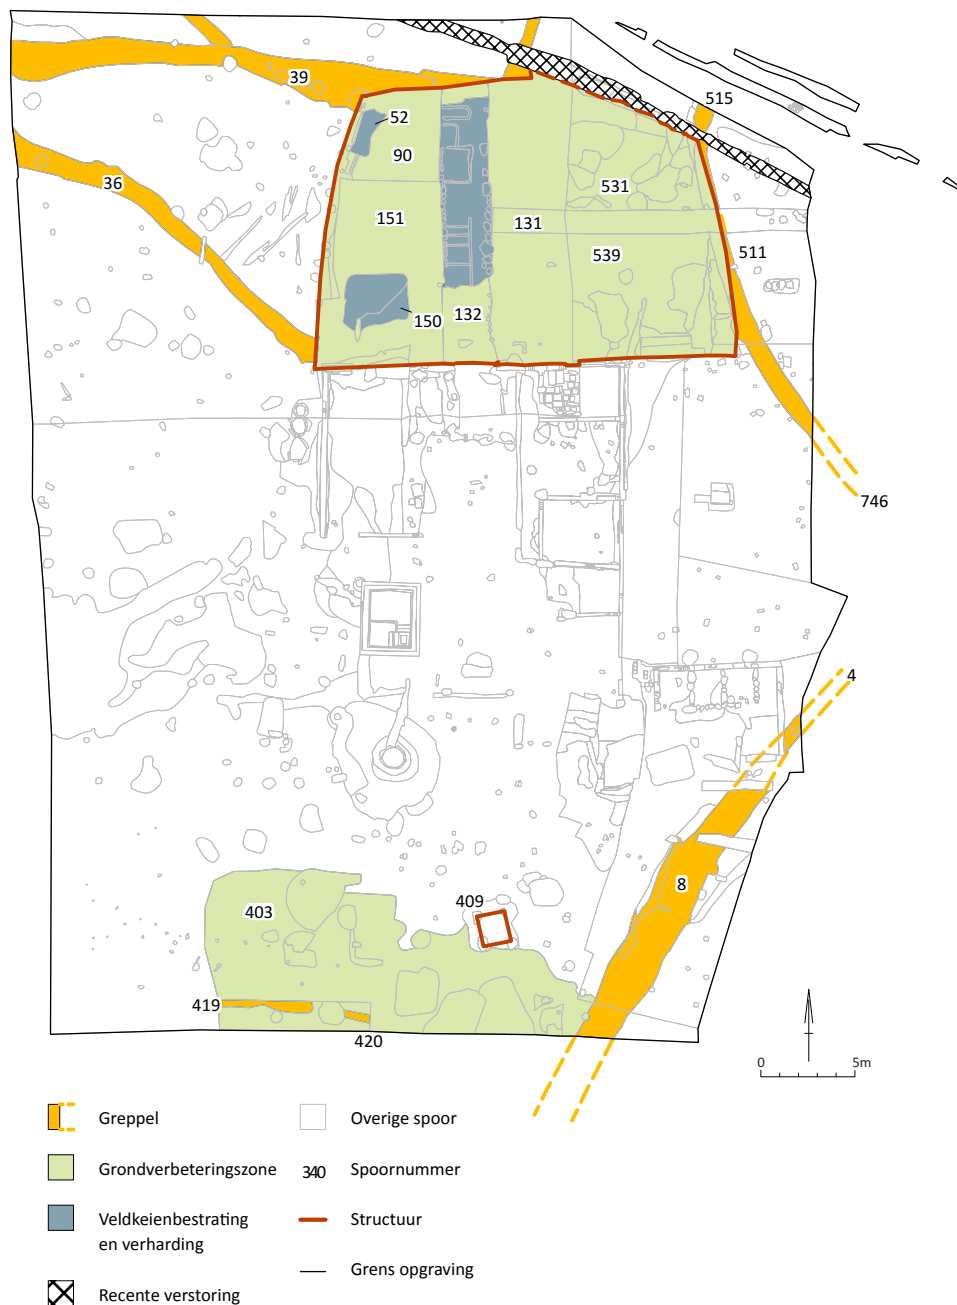 39
515
52
90
531
36
151
131
511
539
150
132
746
4
8
409
403
419
420
0 5m
Greppel
Overige spoor
Grondverbeteringszone
340 Spoornummer
Veldkeienbestrating
en verharding
Structuur
Grens opgraving
Recente verstoring